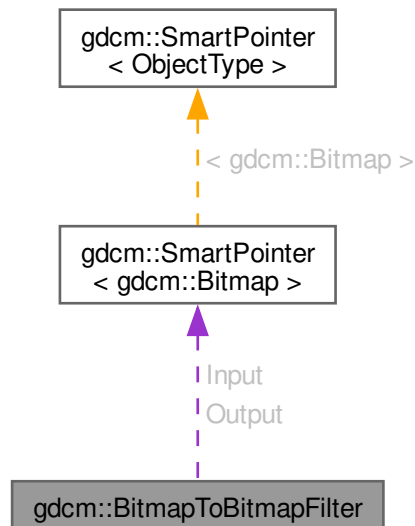 gdcm::SmartPointer
< ObjectType >
< gdcm::Bitmap >
gdcm::SmartPointer
< gdcm::Bitmap >
Input
Output
gdcm::BitmapToBitmapFilter